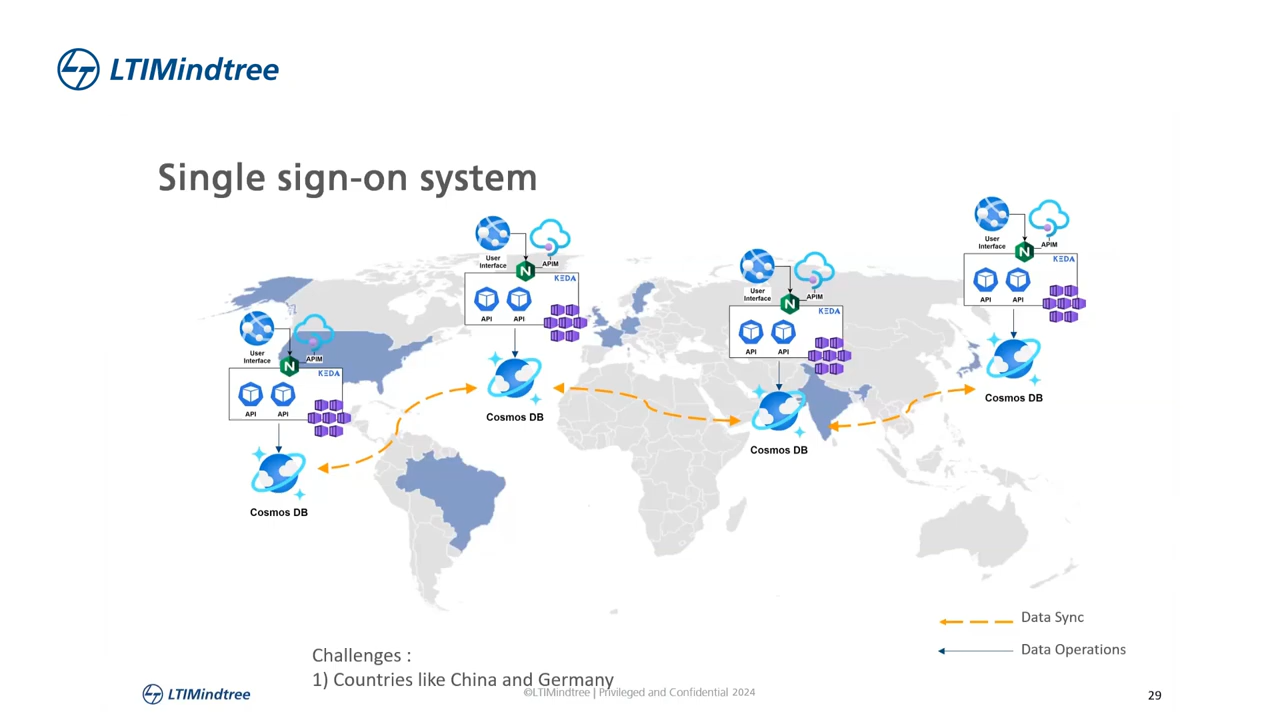 LTIMindtree
Single sign-on system
User
Interface
APIM
KEDA
API API
Cosmos DB
User
Interface
APIM
KEDA
API API
Cosmos DB
User
Interface
APIM
KEDA
API API
Cosmos DB
User
Interface
APIM
KEDA
API API
Cosmos DB
Data Sync
Data Operations
Challenges :
1) Countries like China and Germany
LTIMindtree
©LTIMindtree | Privileged and Confidential 2024
29